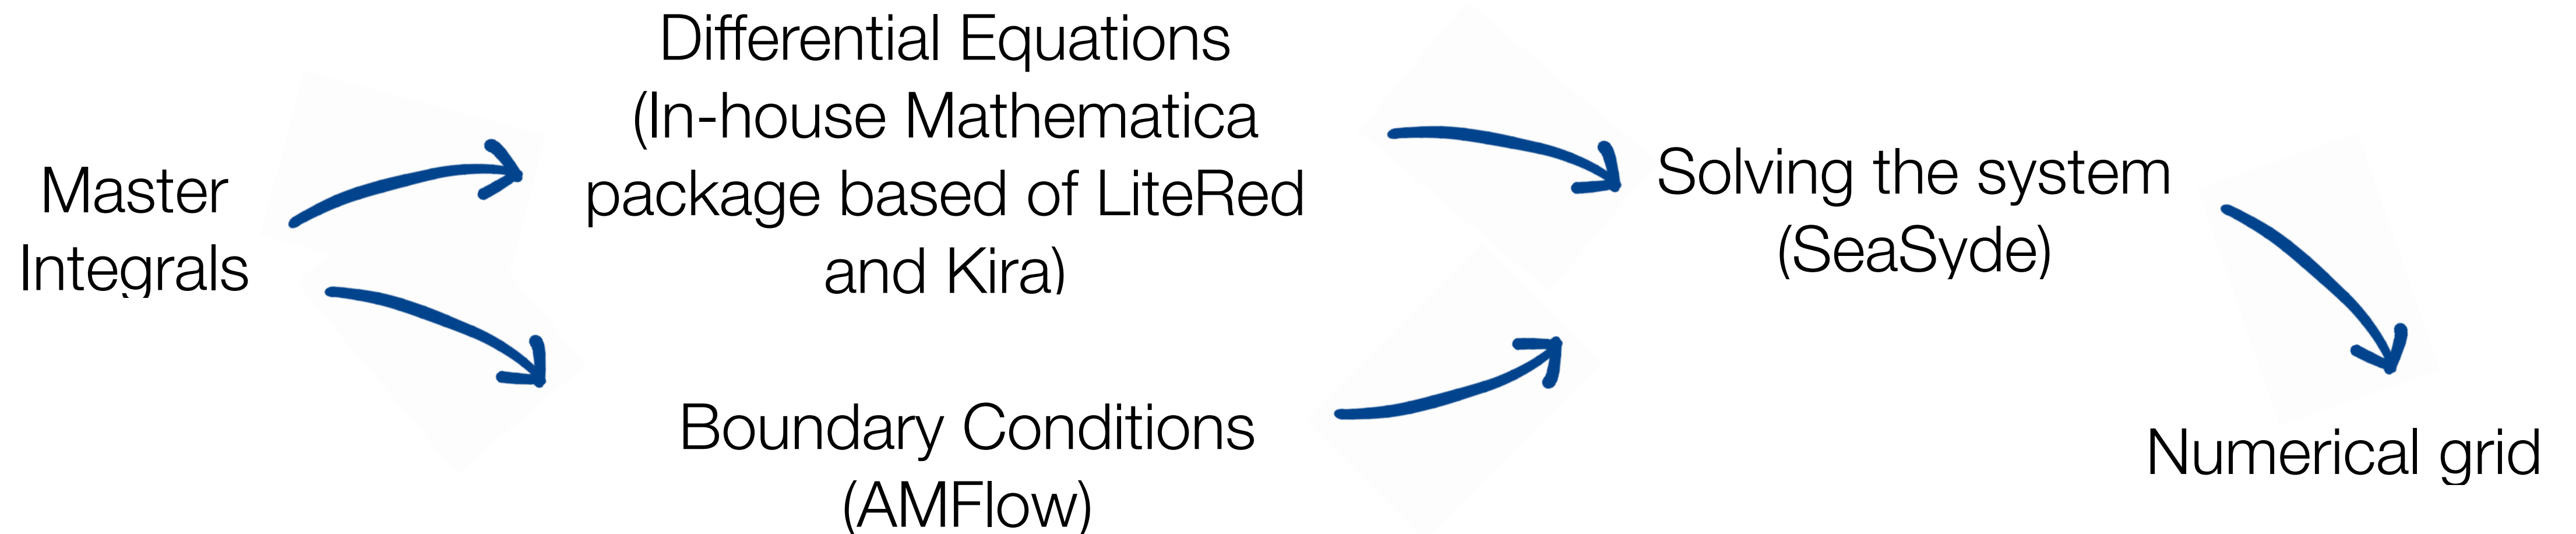 Master
Integrals
Differential Equations
(In-house Mathematica
package based of LiteRed
and Kira)
Boundary Conditions
(AMFlow)
Solving the system
(SeaSyde)
Numerical grid